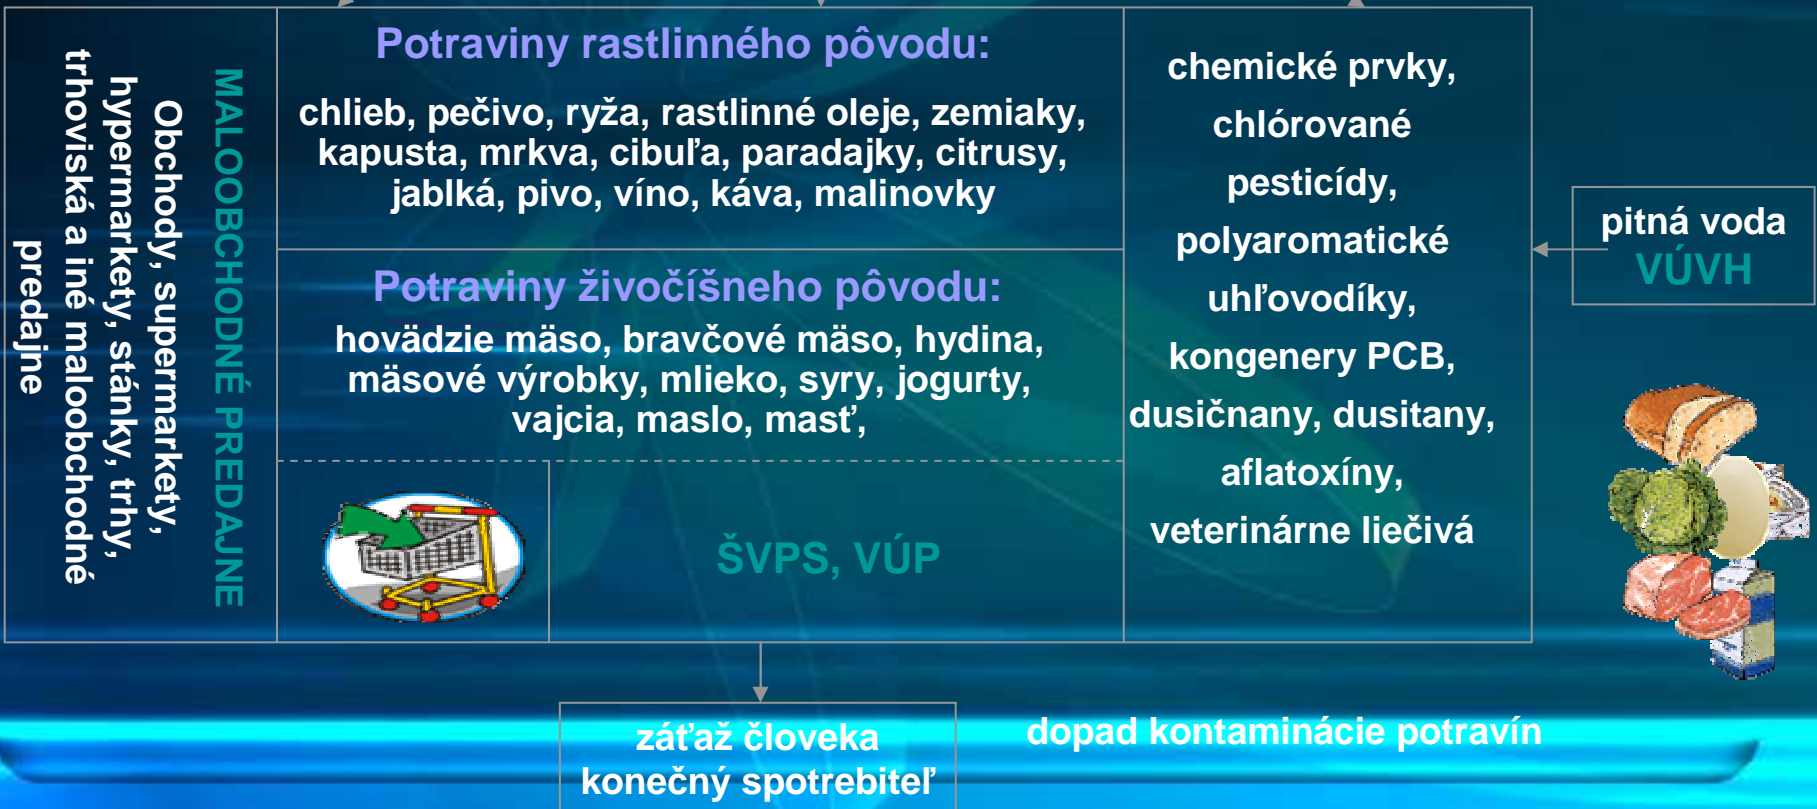 MALOOBCHODNÉ PREDAJNE
Obchody, supermarkety,
hypermarkety, stánky, trhy,
trhoviská a iné maloobchodné
predajne
Potraviny rastlinného pôvodu:
chlieb, pečivo, ryža, rastlinné oleje, zemiaky,
kapusta, mrkva, cibuľa, paradajky, citrusy,
jablká, pivo, víno, káva, malinovky
Potraviny živočíšneho pôvodu:
hovädzie mäso, bravčové mäso, hydina,
mäsové výrobky, mlieko, syry, jogurty,
vajcia, maslo, masť,
ŠVPS, VÚP
chemické prvky,
chlórované
pesticídy,
polyaromatické
uhľovodíky,
kongenery PCB,
dusičnany, dusitany,
aflatoxíny,
veterinárne liečivá
pitná voda
VÚVH
záťaž človeka
konečný spotrebiteľ
dopad kontaminácie potravín